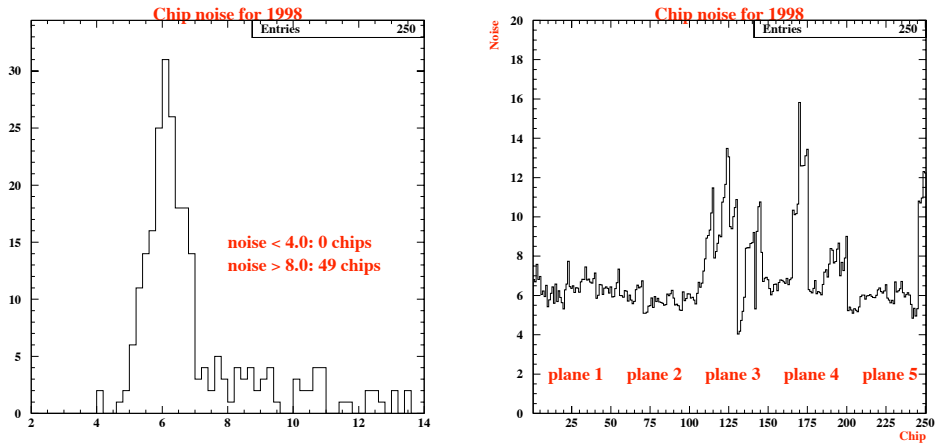 Chip noise for 1998
Entries 250
30
25
20
15
10
5
0
noise < 4.0: 0 chips
noise > 8.0: 49 chips
2 4 6 8 10 12 14
Chip noise for 1998
Entries 250
Noise
20
18
16
14
12
10
8
6
4
2
0
plane 1 plane 2 plane 3 plane 4 plane 5
25 50 75 100 125 150 175 200 225 250
Chip